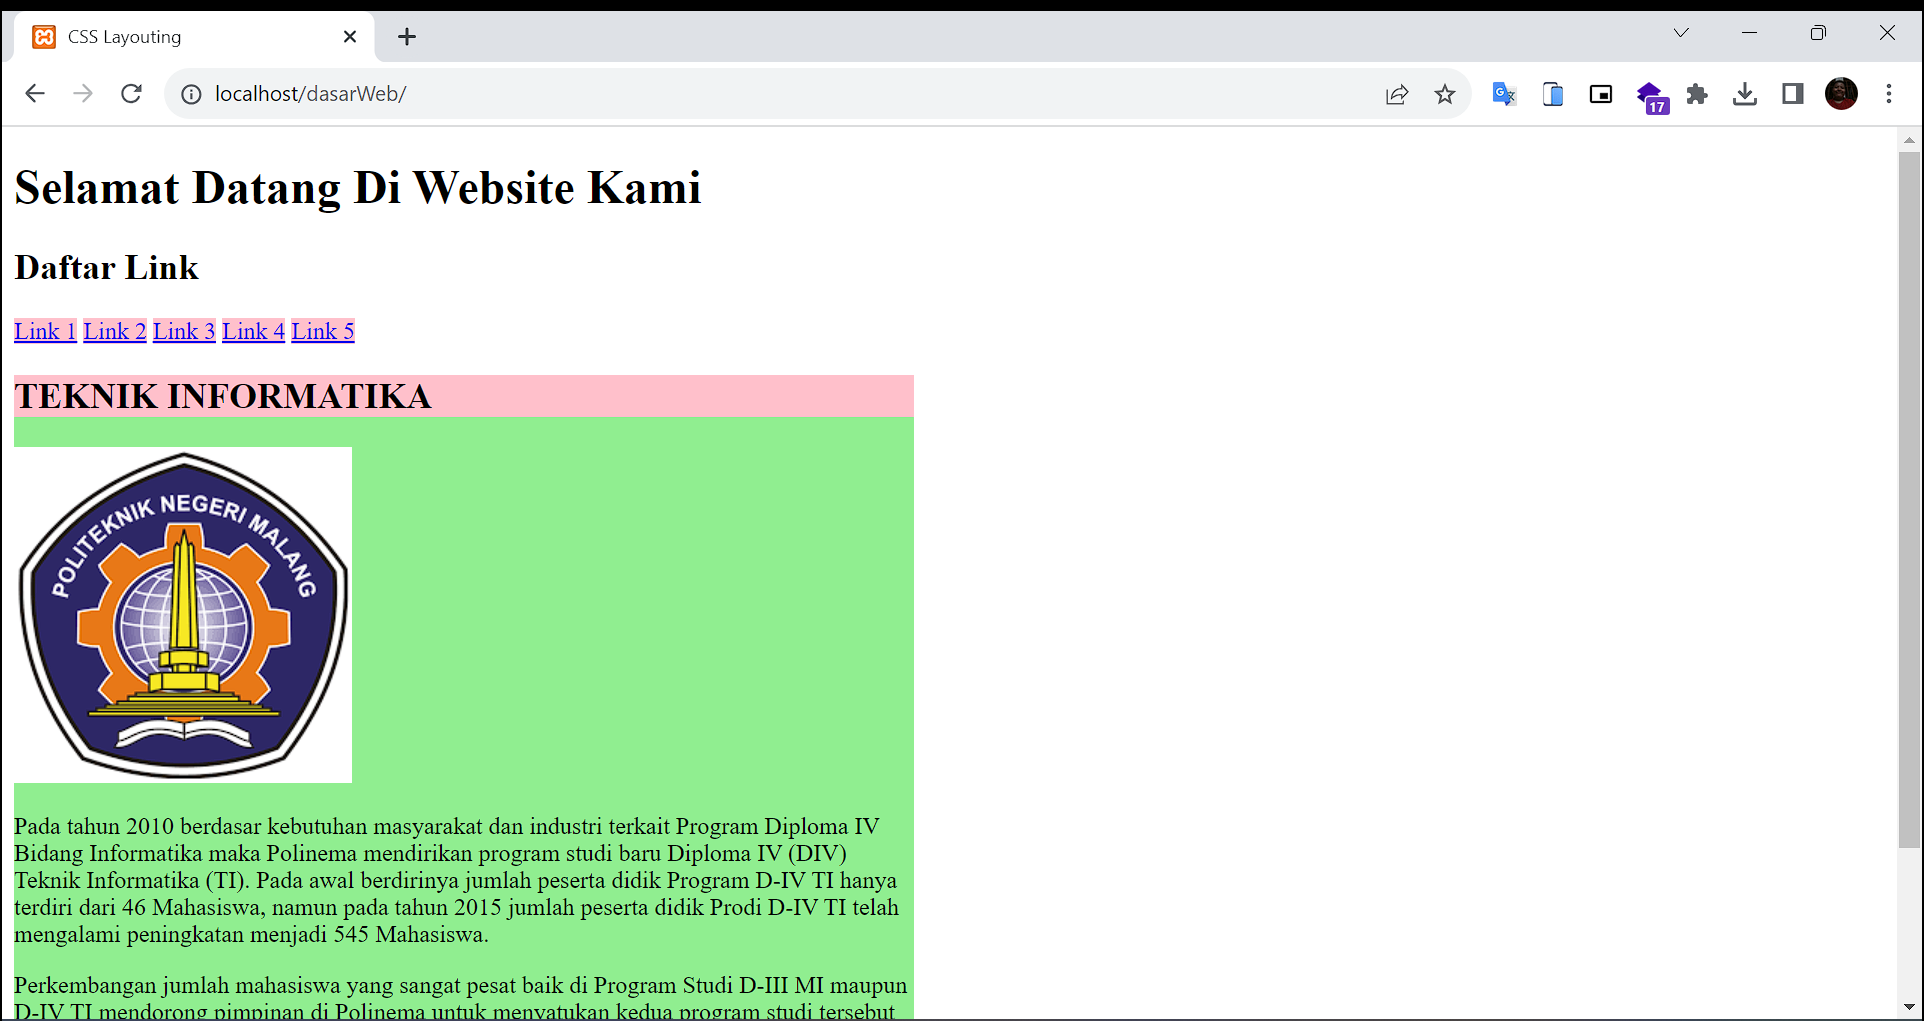 CSS Layouting
localhost/dasarWeb/
17
Selamat Datang Di Website Kami
Daftar Link
Link 1 Link 2 Link 3 Link 4 Link 5
TEKNIK INFORMATIKA
POLITEKNIK NEGERI MALANG
Pada tahun 2010 berdasar kebutuhan masyarakat dan industri terkait Program Diploma IV
Bidang Informatika maka Polinema mendirikan program studi baru Diploma IV (DIV)
Teknik Informatika (TI). Pada awal berdirinya jumlah peserta didik Program D-IV TI hanya
terdiri dari 46 Mahasiswa, namun pada tahun 2015 jumlah peserta didik Prodi D-IV TI telah
mengalami peningkatan menjadi 545 Mahasiswa.
Perkembangan jumlah mahasiswa yang sangat pesat baik di Program Studi D-III MI maupun
D-IV TI mendorong pimpinan di Polinema untuk menyatukan kedua program studi tersebut